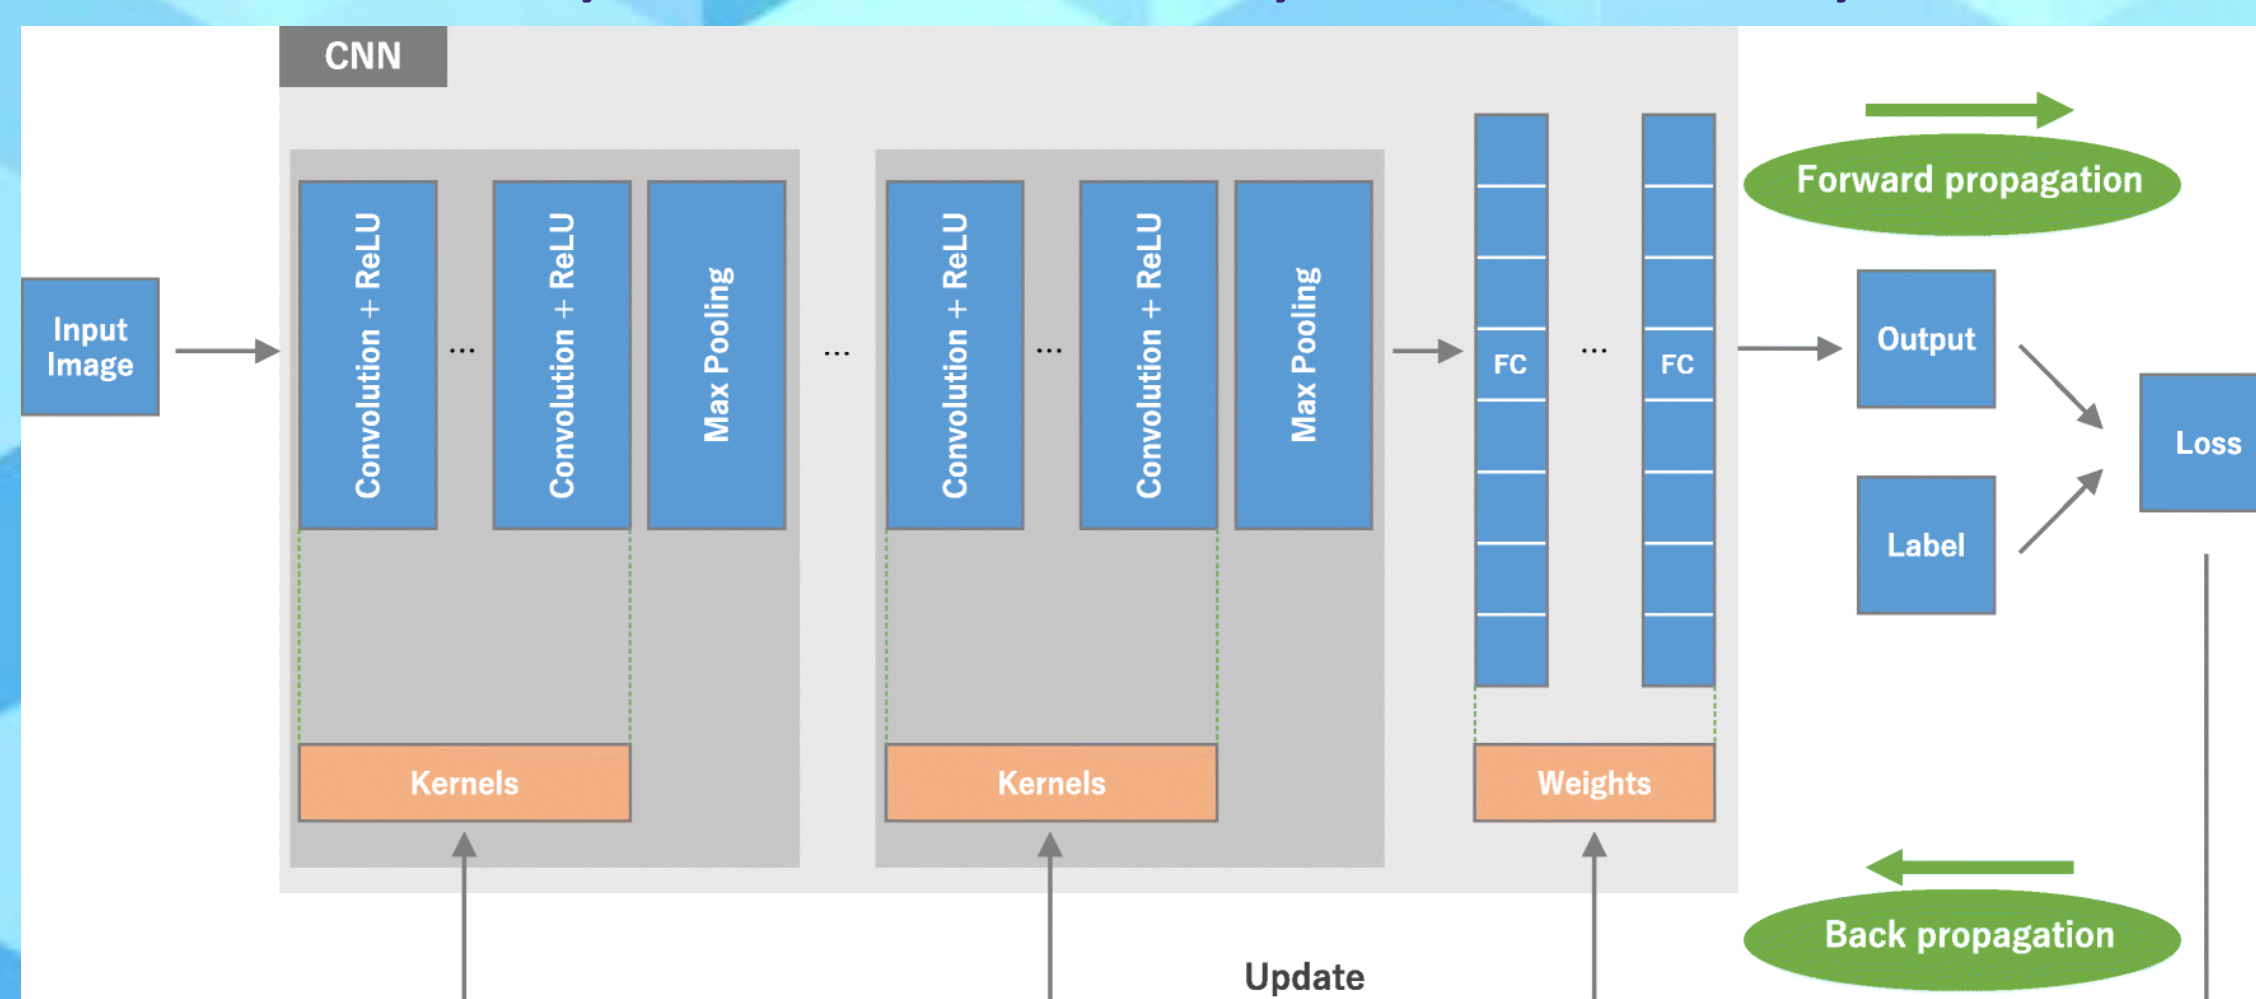 CNN
Forward propagation
Input
Image
Convolution + ReLU
...
Convolution + ReLU
Max Pooling
...
Convolution + ReLU
...
Convolution + ReLU
Max Pooling
FC
...
FC
Output
Label
Loss
Kernels
Kernels
Weights
Back propagation
Update